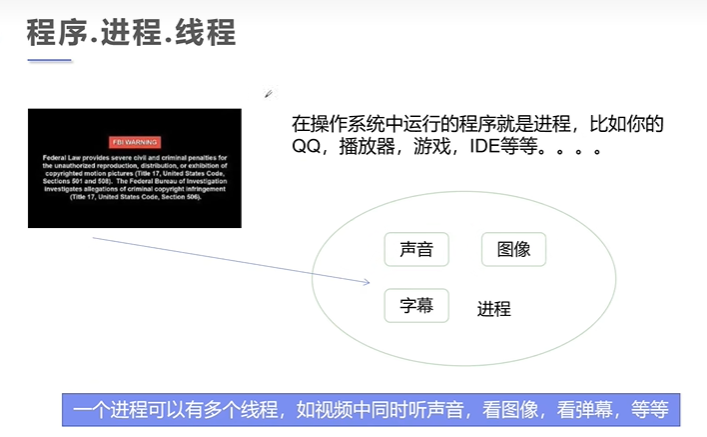 程序.进程.线程
在操作系统中运行的程序就是进程，比如你的
QQ，播放器，游戏，IDE等等。。。。
FBI WARNING
Federal Law provides severe civil and criminal penalties for
the unauthorized reproduction, distribution, or exhibition of
copyrighted motion pictures (Title 17, United States Code,
Sections 501 and 508). The Federal Bureau of Investigation
investigates allegations of criminal copyright infringement
(Title 17, United States Code, Section 506).
声音
图像
字幕
进程
一个进程可以有多个线程，如视频中同时听声音，看图像，看弹幕，等等